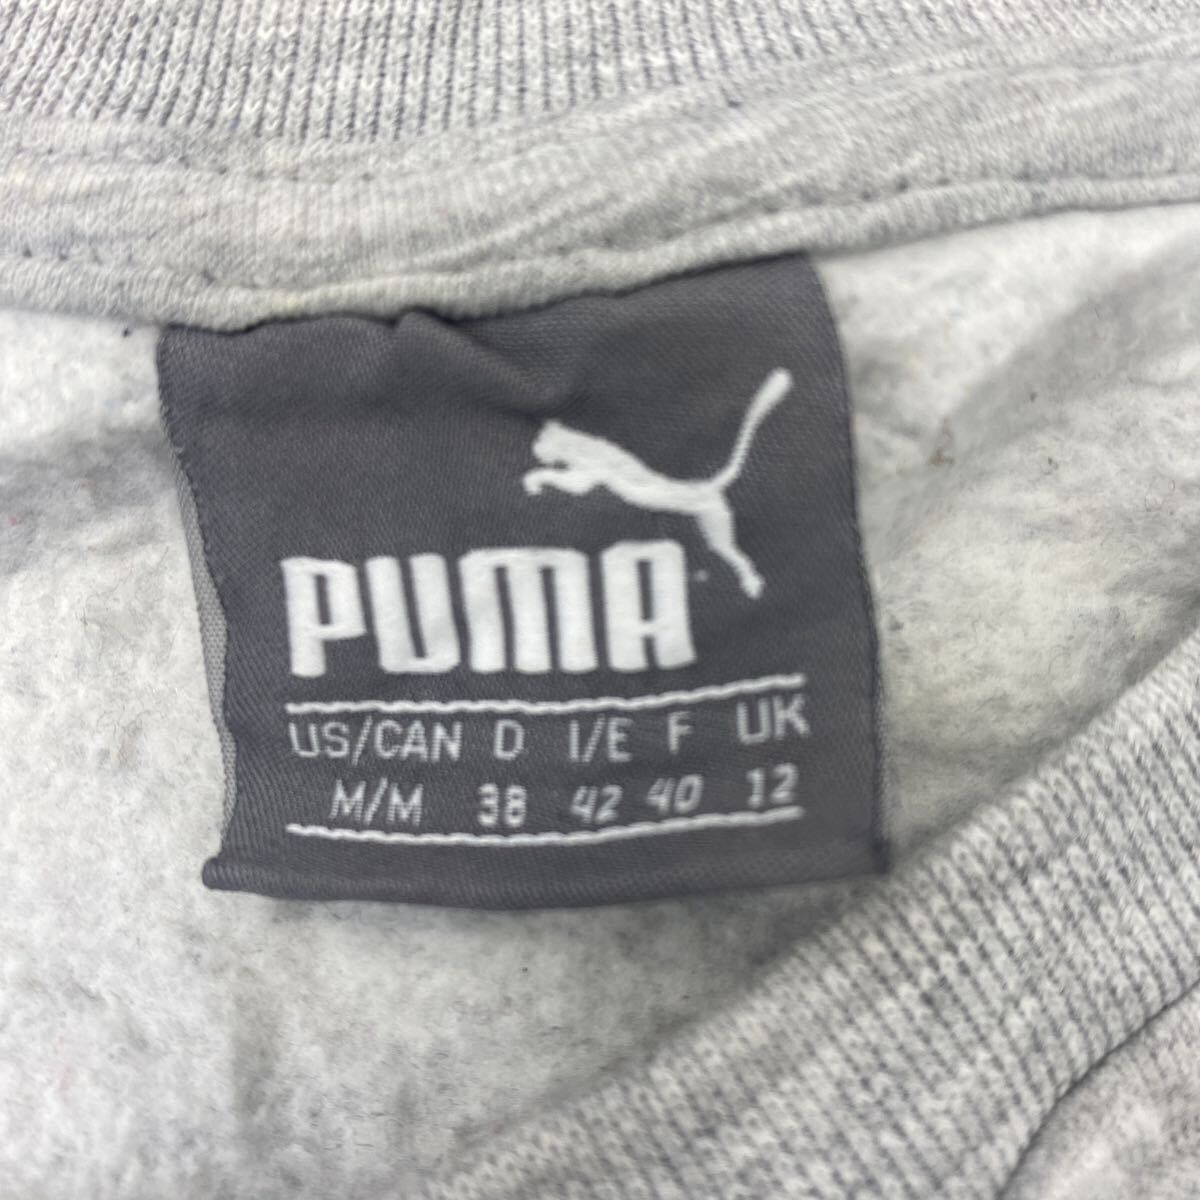 PUMA
US/CAN D I/E F UK
M/M 38 42 40 12